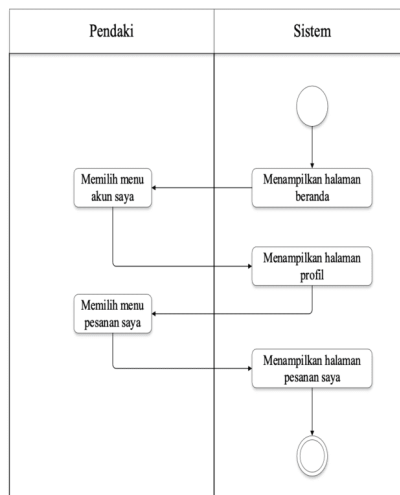 Pendaki
Sistem
Menampilkan halaman
beranda
Memilih menu
akun saya
Menampilkan halaman
profil
Memilih menu
pesanan saya
Menampilkan halaman
pesanan saya